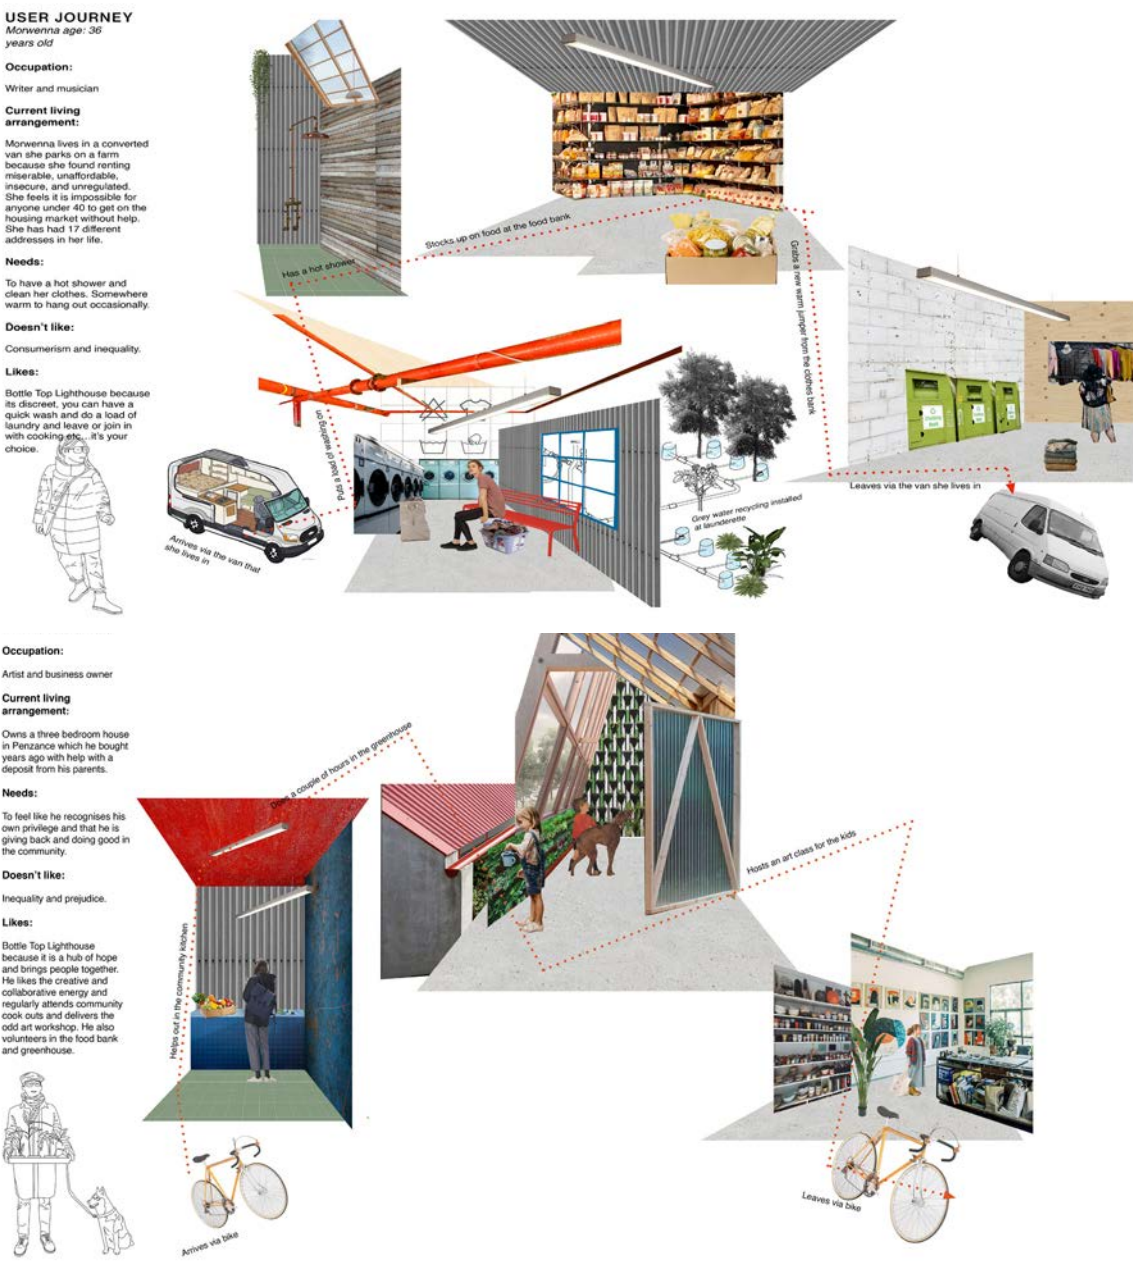 USER JOURNEY
Morwenna age: 36
years old
Occupation:
Writer and musician
Current living
arrangement:
Morwenna lives in a converted
van she parks on a farm
because she found renting
miserable, unaffordable,
insecure, and unregulated.
She feels it is impossible for
anyone under 40 to get on the
housing market without help.
She has had 17 different
addresses in her life.
Needs:
To have a hot shower and
clean her clothes. Somewhere
warm to hang out occasionally.
Doesn't like:
Consumerism and inequality.
Likes:
Bottle Top Lighthouse because
its discreet, you can have a
quick wash and do a load of
laundry and leave or join in
with cooking etc...it's your
choice.
Arrives via the van that
she lives in
Puts a load of washing on
Has a hot shower
Stocks up on food at the food bank
Grabs a new warm jumper from the clothes bank
Grey water recycling installed
at launderette
Leaves via the van she lives in
Occupation:
Artist and business owner
Current living
arrangement:
Owns a three bedroom house
in Penzance which he bought
years ago with help with a
deposit from his parents.
Needs:
To feel like he recognises his
own privilege and that he is
giving back and doing good in
the community.
Doesn't like:
Inequality and prejudice.
Likes:
Bottle Top Lighthouse
because it is a hub of hope
and brings people together.
He likes the creative and
collaborative energy and
regularly attends community
cook outs and delivers the
odd art workshop. He also
volunteers in the food bank
and greenhouse.
Arrives via bike
Helps out in the community kitchen
Does a couple of hours in the greenhouse
Hosts an art class for the kids
Leaves via bike